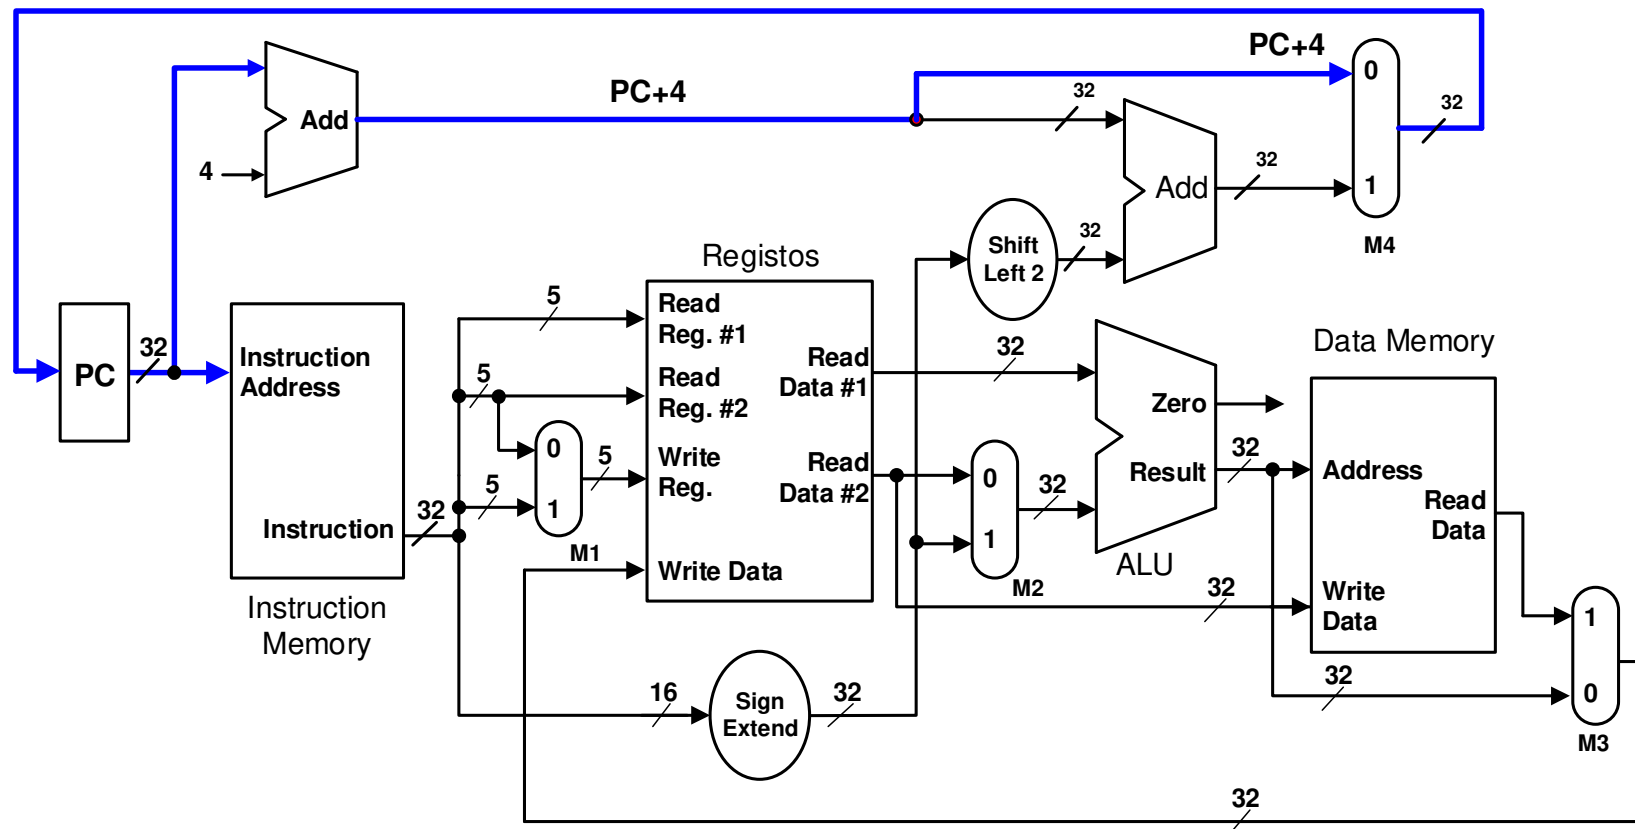 PC+4
PC+4
0
32
32
Add
4
32
Add
1
M4
Shift
Left 2
32
Registos
PC
32
Instruction
Address
Instruction
32
Instruction
Memory
5
5
5
0
1
M1
5
Read
Reg. #1
Read
Reg. #2
Write
Reg.
Write Data
Read
Data #1
Read
Data #2
32
0
1
M2
32
Zero
Result
ALU
32
Data Memory
Address
Read
Data
Write
Data
32
32
1
0
M3
16
Sign
Extend
32
32